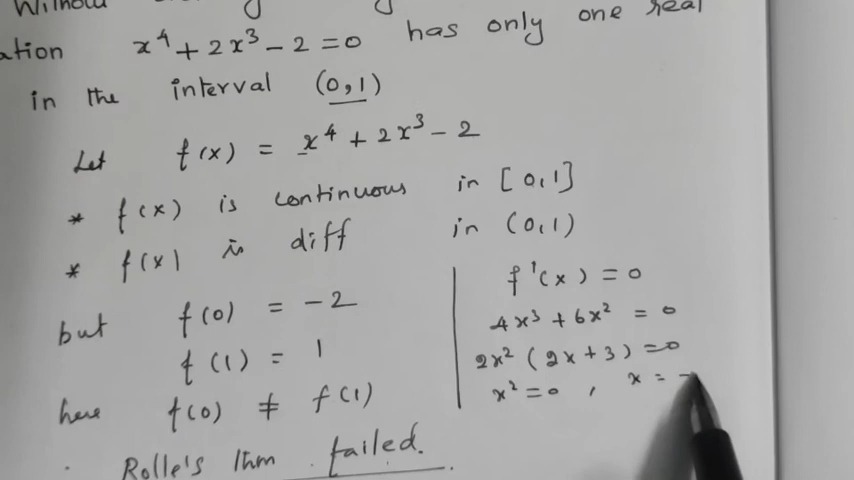 ation x⁴ + 2x³ - 2 = 0 has only one real
in the interval (0,1)
Let f(x) = x⁴ + 2x³ - 2
* f(x) is continuous in [0,1]
* f(x) is diff in (0,1)
but f(0) = -2
f(1) = 1
here f(0) ≠ f(1)
∴ Rolle's thm failed.
f'(x) = 0
4x³ + 6x² = 0
2x² (2x+3) = 0
x² = 0 , x = -